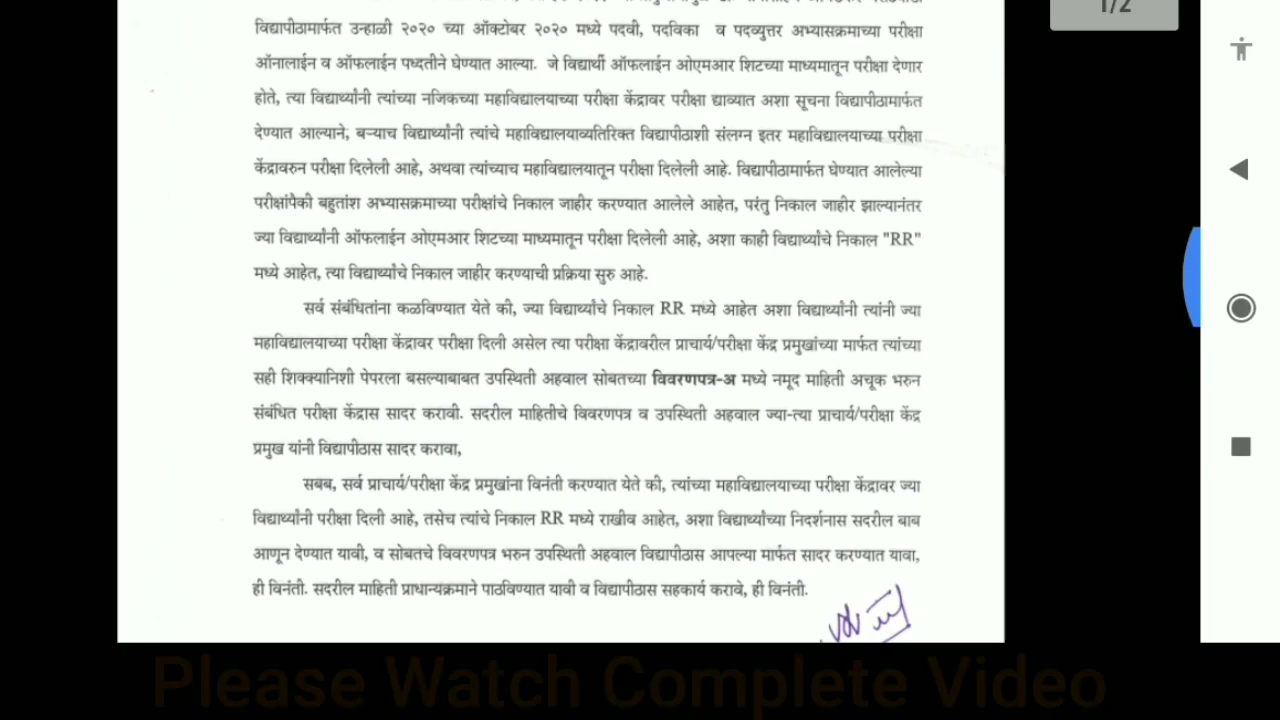 1/2
विद्यापीठामार्फत उन्हाळी २०२० च्या ऑक्टोबर २०२० मध्ये पदवी, पदविका व पदव्युत्तर अभ्यासक्रमाच्या परीक्षा
ऑनालाईन व ऑफलाईन पध्दतीने घेण्यात आल्या. जे विद्यार्थी ऑफलाईन ओएमआर शिटच्या माध्यमातून परीक्षा देणार
होते, त्या विद्यार्थ्यांनी त्यांच्या नजिकच्या महाविद्यालयाच्या परीक्षा केंद्रावर परीक्षा द्याव्यात अशा सूचना विद्यापीठामार्फत
देण्यात आल्याने, बऱ्याच विद्यार्थ्यांनी त्यांचे महाविद्यालयाव्यतिरिक्त विद्यापीठाशी संलग्न इतर महाविद्यालयाच्या परीक्षा
केंद्रावरुन परीक्षा दिलेली आहे, अथवा त्यांच्याच महाविद्यालयातून परीक्षा दिलेली आहे. विद्यापीठामार्फत घेण्यात आलेल्या
परीक्षांपैकी बहुतांश अभ्यासक्रमाच्या परीक्षांचे निकाल जाहीर करण्यात आलेले आहेत, परंतु निकाल जाहीर झाल्यानंतर
ज्या विद्यार्थ्यांनी ऑफलाईन ओएमआर शिटच्या माध्यमातून परीक्षा दिलेली आहे, अशा काही विद्यार्थ्यांचे निकाल "RR"
मध्ये आहेत, त्या विद्यार्थ्यांचे निकाल जाहीर करण्याची प्रक्रिया सुरु आहे.
सर्व संबंधितांना कळविण्यात येते की, ज्या विद्यार्थ्यांचे निकाल RR मध्ये आहेत अशा विद्यार्थ्यांनी त्यांनी ज्या
महाविद्यालयाच्या परीक्षा केंद्रावर परीक्षा दिली असेल त्या परीक्षा केंद्रावरील प्राचार्य/परीक्षा केंद्र प्रमुखांच्या मार्फत त्यांच्या
सही शिक्क्यानिशी पेपरला बसल्याबाबत उपस्थिती अहवाल सोबतच्या विवरणपत्र-अ मध्ये नमूद माहिती अचूक भरुन
संबंधित परीक्षा केंद्रास सादर करावी. सदरील माहितीचे विवरणपत्र व उपस्थिती अहवाल ज्या-त्या प्राचार्य/परीक्षा केंद्र
प्रमुख यांनी विद्यापीठास सादर करावा,
सबब, सर्व प्राचार्य/परीक्षा केंद्र प्रमुखांना विनंती करण्यात येते की, त्यांच्या महाविद्यालयाच्या परीक्षा केंद्रावर ज्या
विद्यार्थ्यांनी परीक्षा दिली आहे, तसेच त्यांचे निकाल RR मध्ये राखीव आहेत, अशा विद्यार्थ्यांच्या निदर्शनास सदरील बाब
आणून देण्यात यावी, व सोबतचे विवरणपत्र भरुन उपस्थिती अहवाल विद्यापीठास आपल्या मार्फत सादर करण्यात यावा,
ही विनंती. सदरील माहिती प्राधान्यक्रमाने पाठविण्यात यावी व विद्यापीठास सहकार्य करावे, ही विनंती.
Please Watch Complete Video